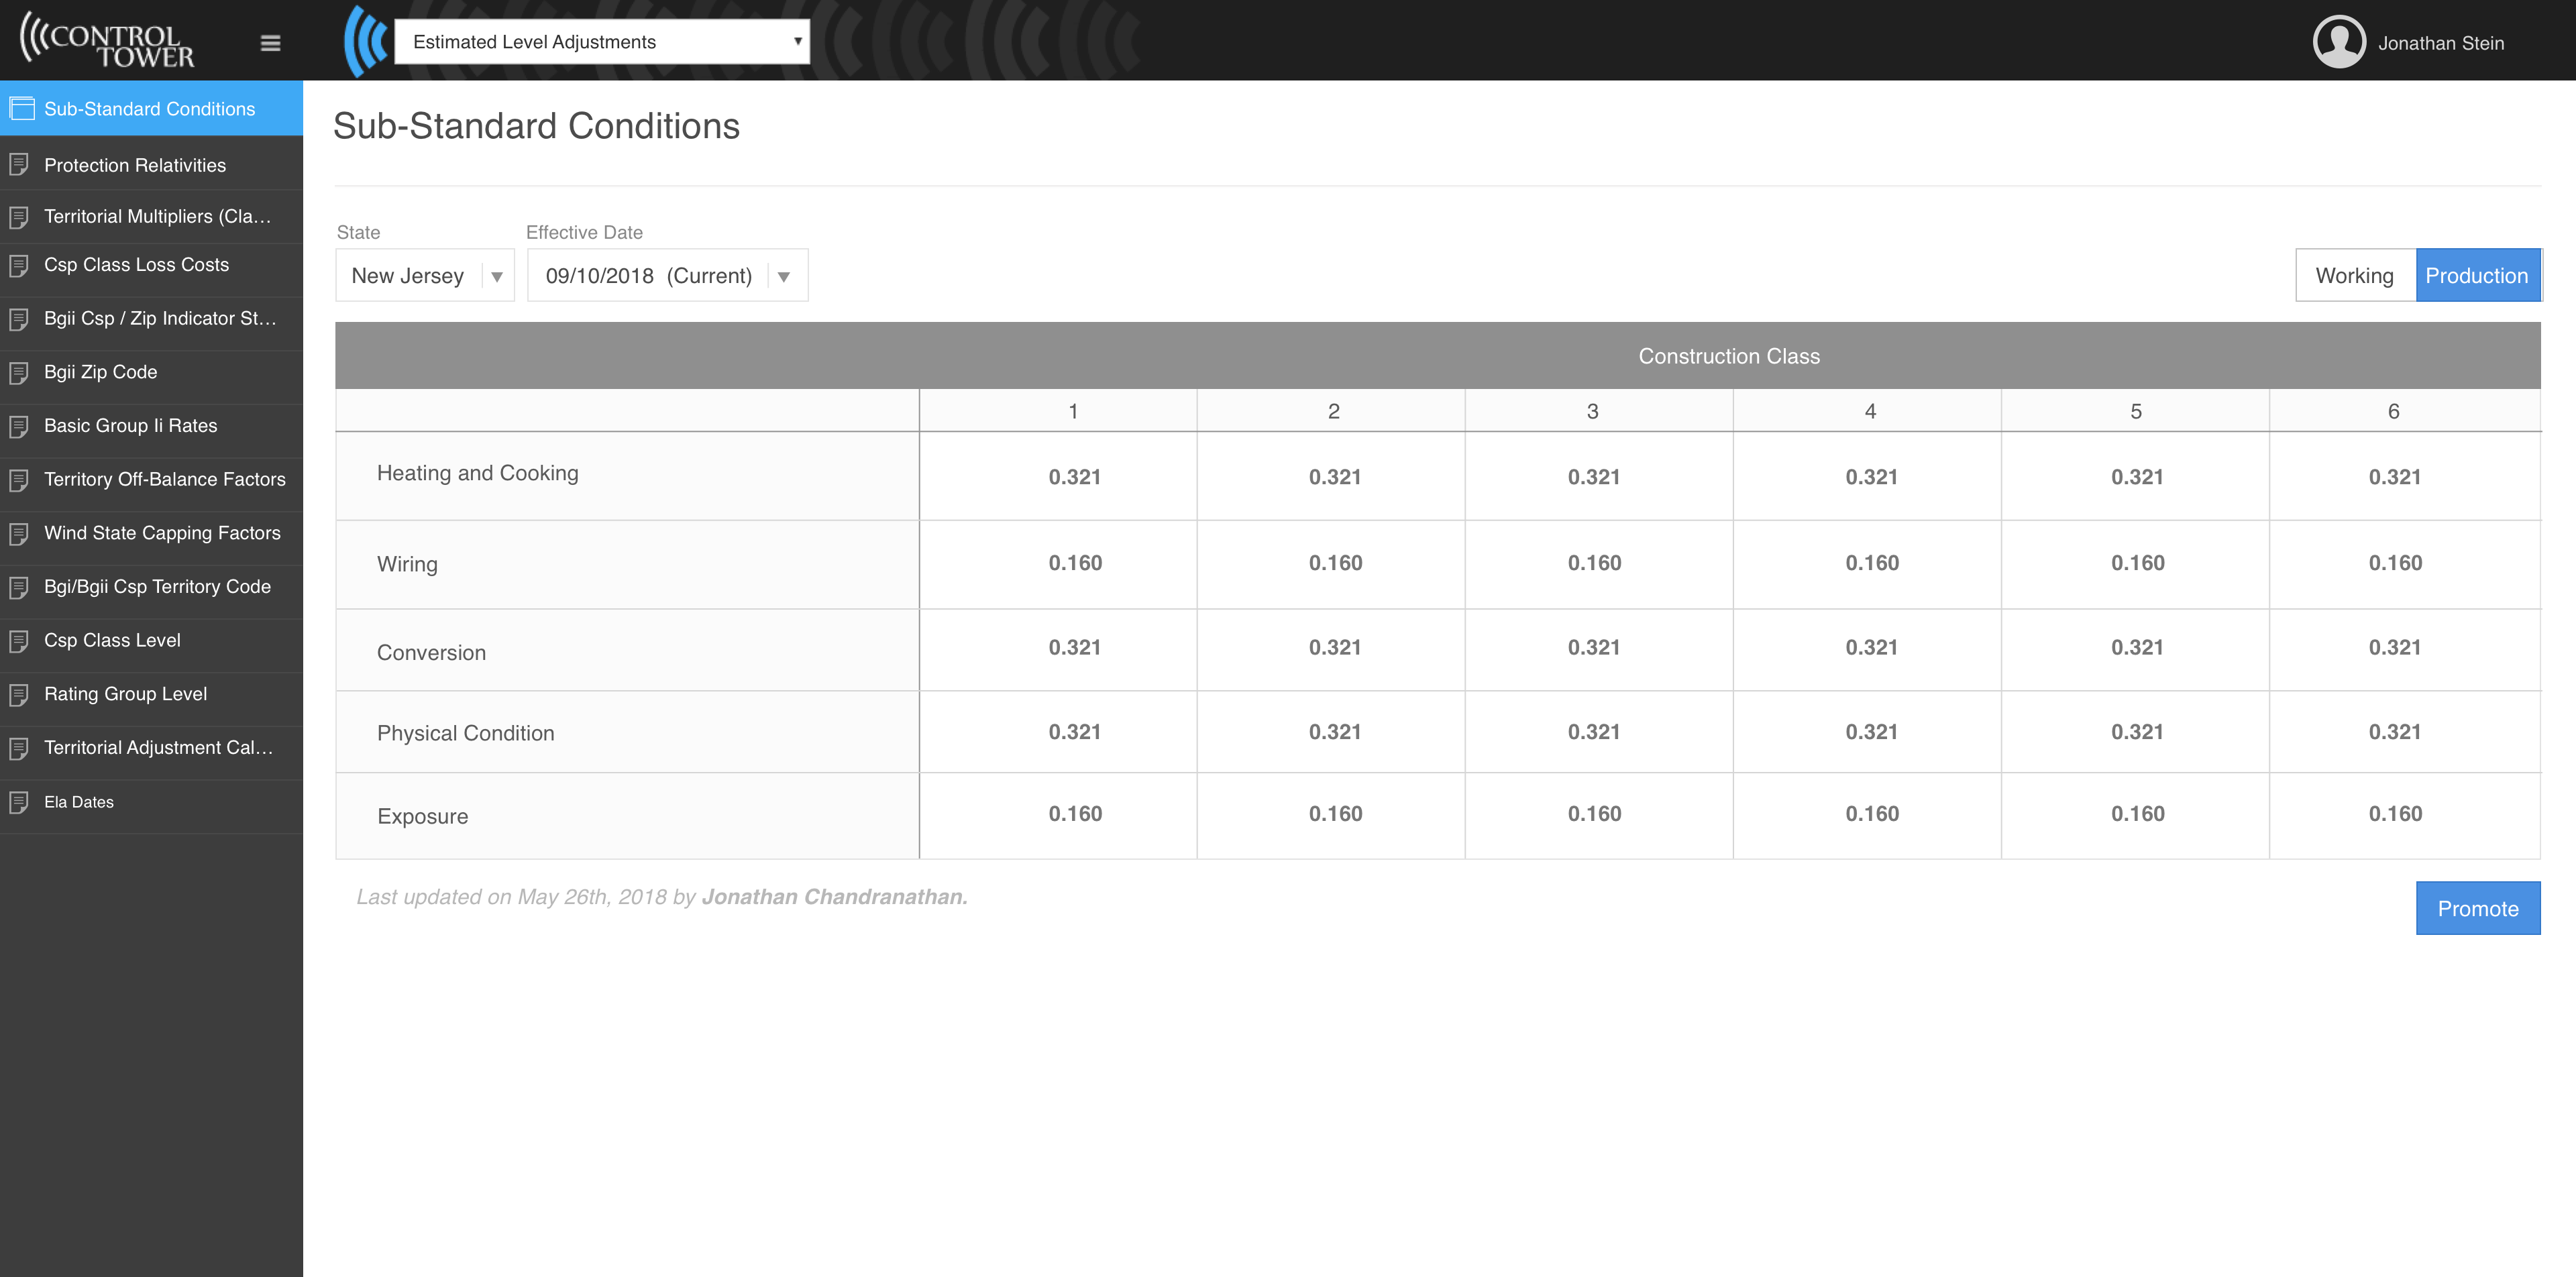 CONTROL
TOWER
Estimated Level Adjustments
Jonathan Stein
Sub-Standard Conditions
Protection Relativities
Territorial Multipliers (Cla…
Csp Class Loss Costs
Bgii Csp / Zip Indicator St…
Bgii Zip Code
Basic Group Ii Rates
Territory Off-Balance Factors
Wind State Capping Factors
Bgi/Bgii Csp Territory Code
Csp Class Level
Rating Group Level
Territorial Adjustment Cal…
Ela Dates
Sub-Standard Conditions
State Effective Date
New Jersey 09/10/2018 (Current) Working Production
Construction Class
1 2 3 4 5 6
Heating and Cooking 0.321 0.321 0.321 0.321 0.321 0.321
Wiring 0.160 0.160 0.160 0.160 0.160 0.160
Conversion 0.321 0.321 0.321 0.321 0.321 0.321
Physical Condition 0.321 0.321 0.321 0.321 0.321 0.321
Exposure 0.160 0.160 0.160 0.160 0.160 0.160
Last updated on May 26th, 2018 by Jonathan Chandranathan.
Promote